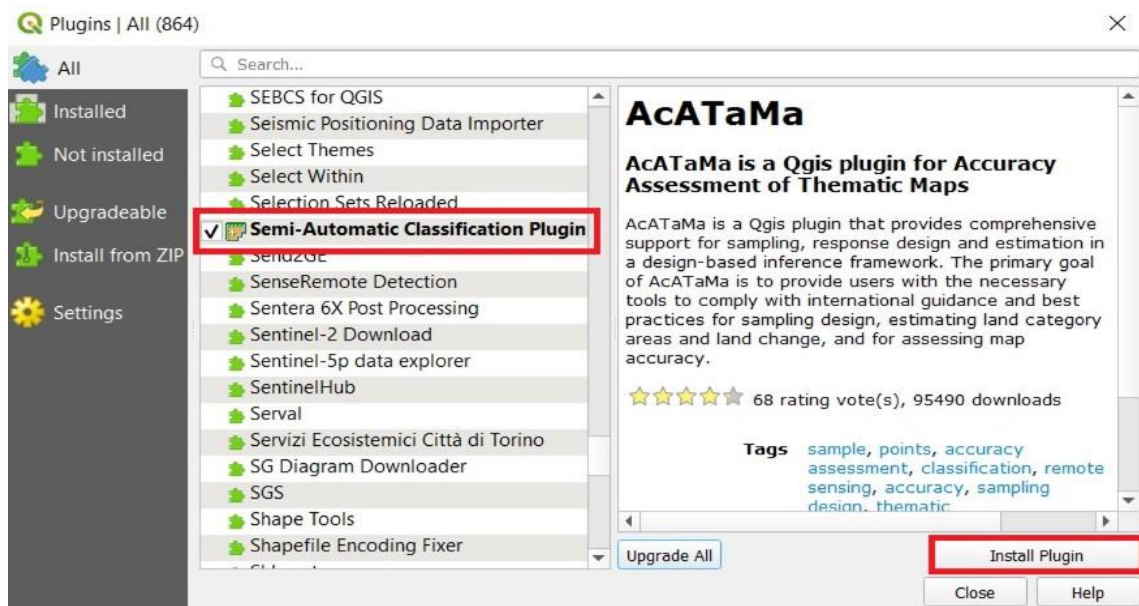 Plugins | All (864)
All
Installed
Not installed
Upgradeable
Install from ZIP
Settings
Search...
SEBCS for QGIS
Seismic Positioning Data Importer
Select Themes
Select Within
Selection Sets Reloaded
Semi-Automatic Classification Plugin
Send2GE
SenseRemote Detection
Sentera 6X Post Processing
Sentinel-2 Download
Sentinel-5p data explorer
SentinelHub
Serval
Servizi Ecosistemici Città di Torino
SG Diagram Downloader
SGS
Shape Tools
Shapefile Encoding Fixer
AcATaMa
AcATaMa is a Qgis plugin for Accuracy
Assessment of Thematic Maps
AcATaMa is a Qgis plugin that provides comprehensive
support for sampling, response design and estimation in
a design-based inference framework. The primary goal
of AcATaMa is to provide users with the necessary
tools to comply with international guidance and best
practices for sampling design, estimating land category
areas and land change, and for assessing map
accuracy.
68 rating vote(s), 95490 downloads
Tags sample, points, accuracy
assessment, classification, remote
sensing, accuracy, sampling
design, thematic
Upgrade All
Install Plugin
Close
Help